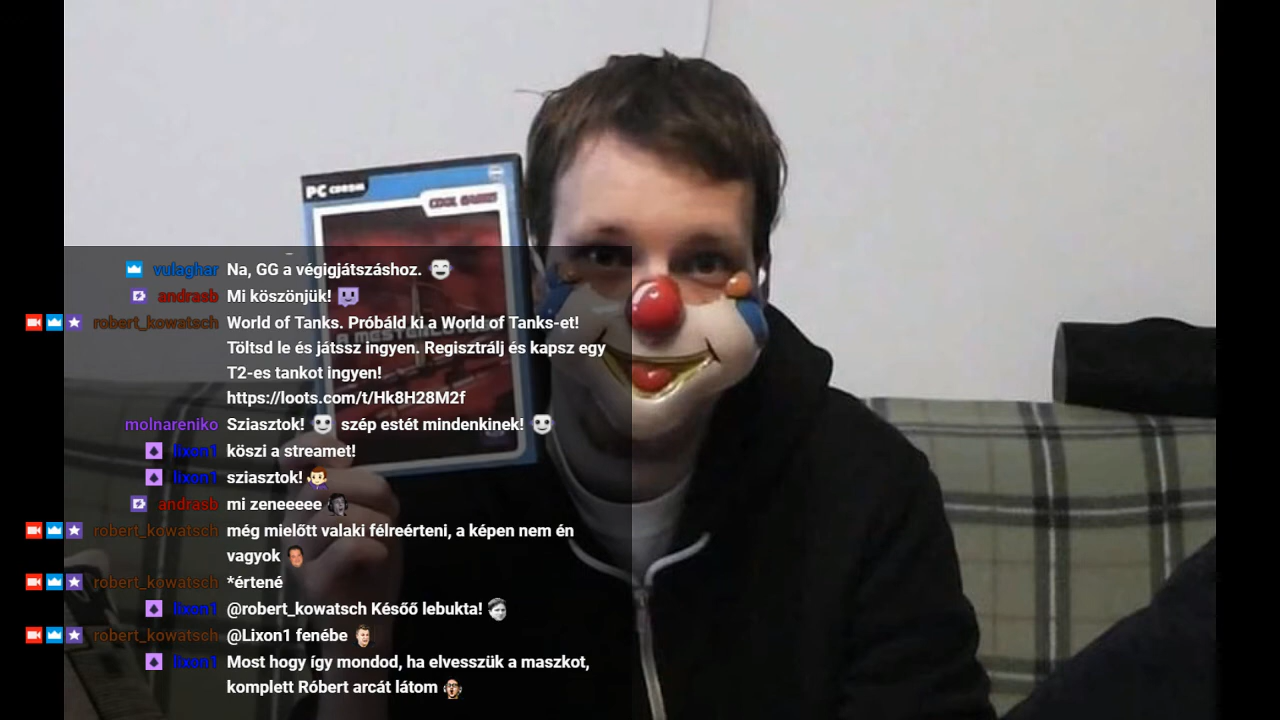 PC CDROM
COOL GAMES
A MESTERLÖVÉSZ
vulaghar Na, GG a végigjátszáshoz.
andrasb Mi köszönjük!
robert_kowatsch World of Tanks. Próbáld ki a World of Tanks-et!
Töltsd le és játssz ingyen. Regisztrálj és kapsz egy
T2-es tankot ingyen!
https://loots.com/t/Hk8H28M2f
molnareniko Sziasztok! szép estét mindenkinek!
lixon1 köszi a streamet!
lixon1 sziasztok!
andrasb mi zeneeeee
robert_kowatsch még mielőtt valaki félreérteni, a képen nem én
vagyok
robert_kowatsch *értené
lixon1 @robert_kowatsch Későő lebukta!
robert_kowatsch @Lixon1 fenébe
lixon1 Most hogy így mondod, ha elvesszük a maszkot,
komplett Róbert arcát látom